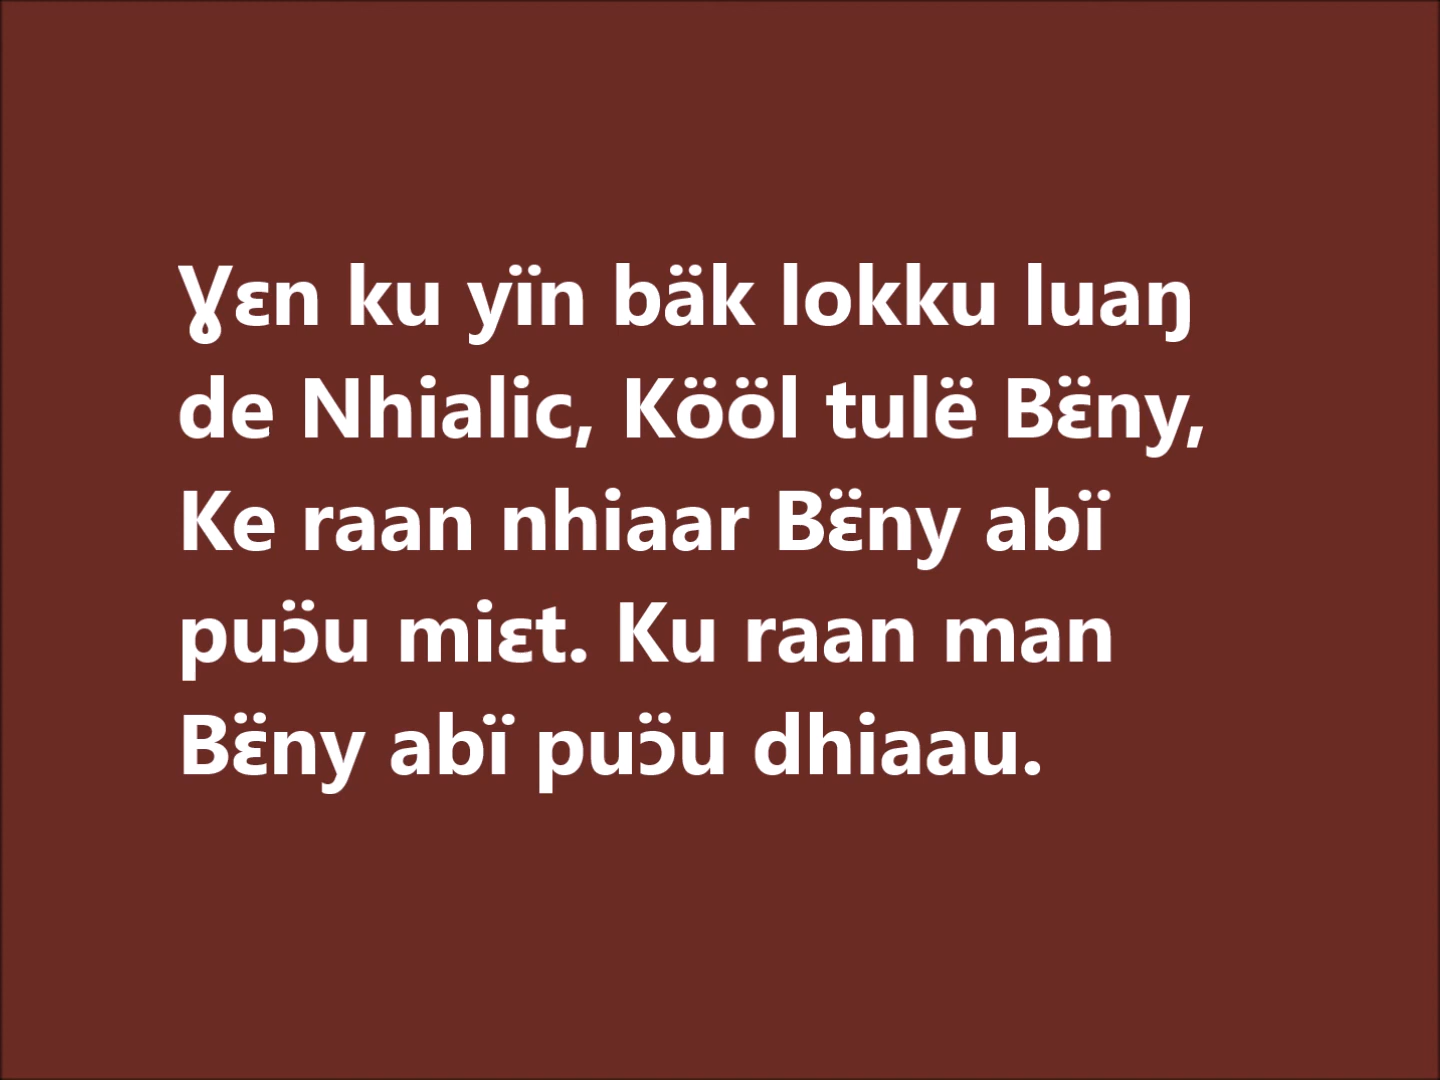 Ɣɛn ku yïn bäk lokku luaŋ
de Nhialic, Kööl tulë Bɛ̈ny,
Ke raan nhiaar Bɛ̈ny abï
puɔ̈u miɛt. Ku raan man
Bɛ̈ny abï puɔ̈u dhiaau.